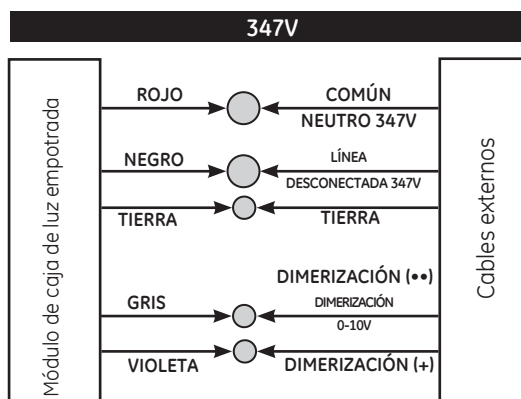 347V
Módulo de caja de luz empotrada
ROJO
COMÚN
NEUTRO 347V
NEGRO
LÍNEA
DESCONECTADA 347V
TIERRA
TIERRA
DIMERIZACIÓN (••)
GRIS
DIMERIZACIÓN
0-10V
VIOLETA
DIMERIZACIÓN (+)
Cables externos